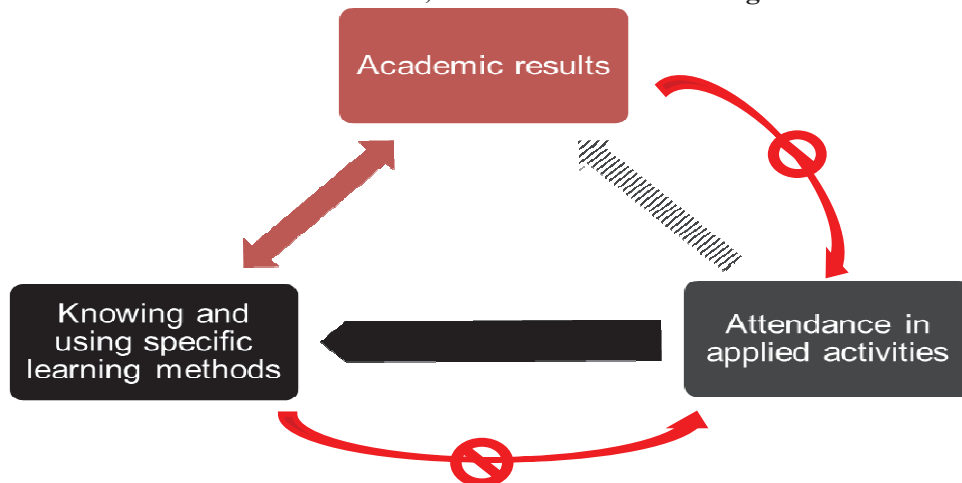 Academic results
Knowing and
using specific
learning methods
Attendance in
applied activities